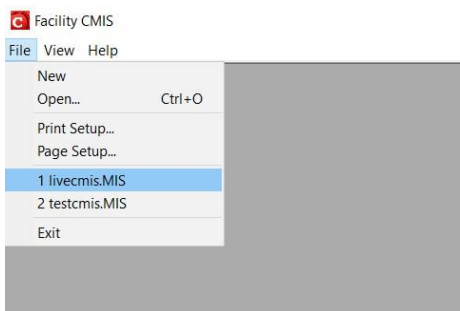 C Facility CMIS
File View Help
New
Open... Ctrl+O
Print Setup...
Page Setup...
1 livecmis.MIS
2 testcmis.MIS
Exit